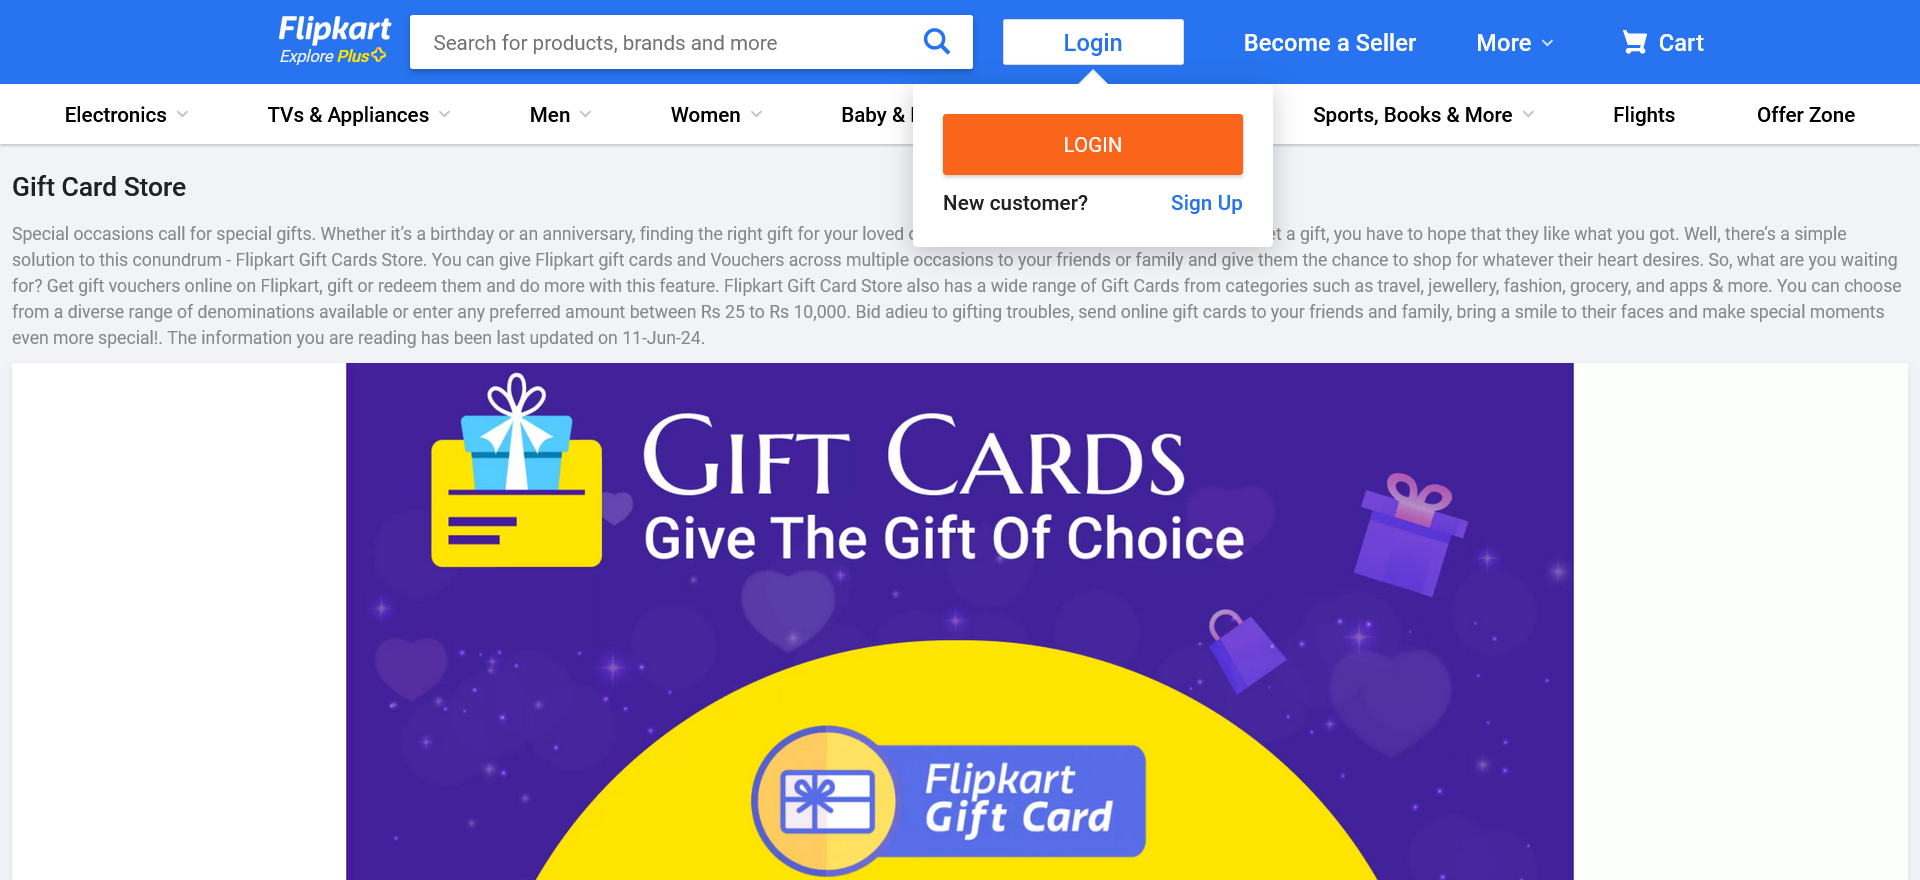 Flipkart
Explore Plus
Search for products, brands and more
Login
Become a Seller
More
Cart
Electronics
TVs & Appliances
Men
Women
Baby &
Sports, Books & More
Flights
Offer Zone
LOGIN
New customer?
Sign Up
Gift Card Store
Special occasions call for special gifts. Whether it’s a birthday or an anniversary, finding the right gift for your loved a gift, you have to hope that they like what you got. Well, there’s a simple
solution to this conundrum - Flipkart Gift Cards Store. You can give Flipkart gift cards and Vouchers across multiple occasions to your friends or family and give them the chance to shop for whatever their heart desires. So, what are you waiting
for? Get gift vouchers online on Flipkart, gift or redeem them and do more with this feature. Flipkart Gift Card Store also has a wide range of Gift Cards from categories such as travel, jewellery, fashion, grocery, and apps & more. You can choose
from a diverse range of denominations available or enter any preferred amount between Rs 25 to Rs 10,000. Bid adieu to gifting troubles, send online gift cards to your friends and family, bring a smile to their faces and make special moments
even more special!. The information you are reading has been last updated on 11-Jun-24.
GIFT CARDS
Give The Gift Of Choice
Flipkart
Gift Card